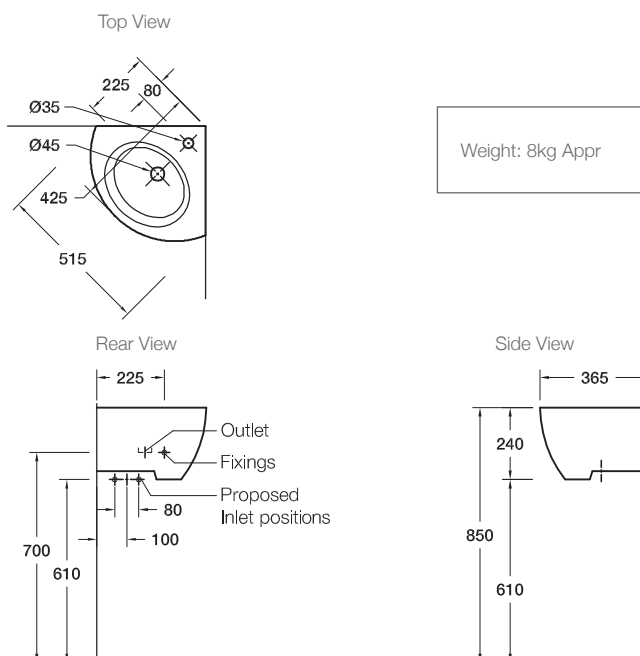 Top View
225
80
Ø35
Ø45
425
515
Weight: 8kg Appr
Rear View
225
Outlet
Fixings
Proposed
Inlet positions
80
100
700
610
Side View
365
240
850
610